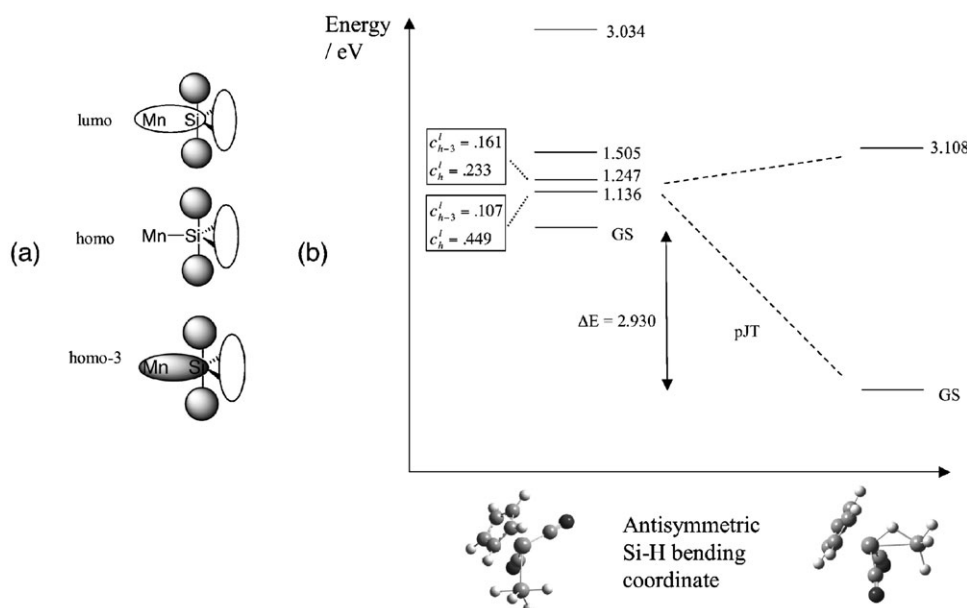 (a)
lumo
Mn Si
homo
Mn Si
homo-3
Mn Si
(b)
Energy
/ eV
3.034
c^l_{h-3} = .161
c^l_h = .233
1.505
1.247
1.136
c^l_{h-3} = .107
c^l_h = .449
GS
ΔE = 2.930
pJT
3.108
GS
Antisymmetric
Si-H bending
coordinate